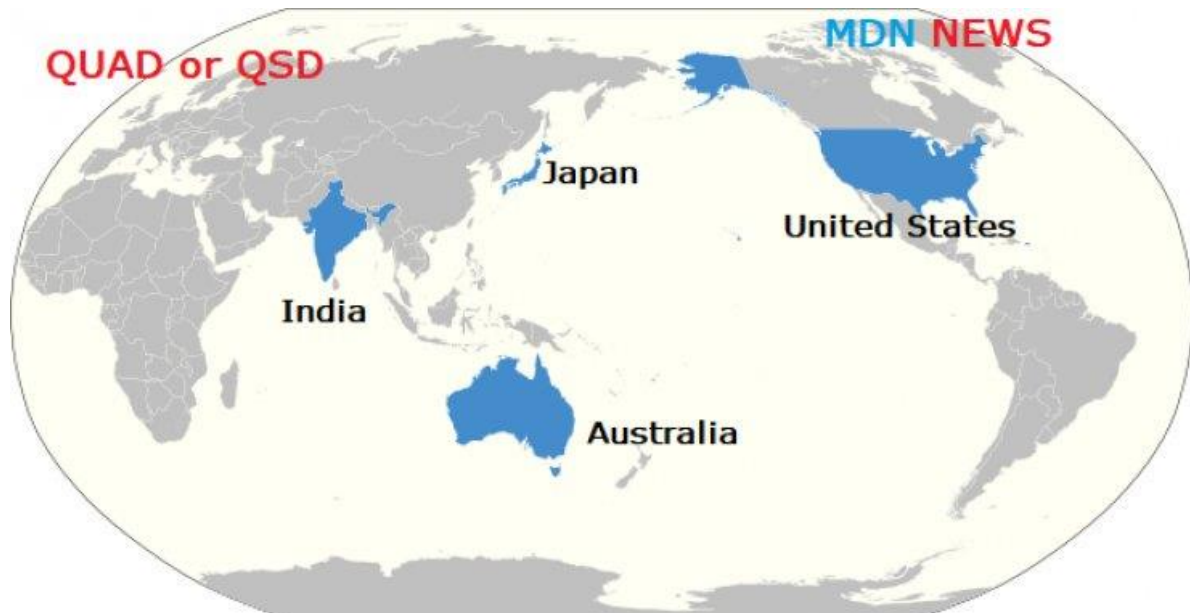 MDN NEWS
QUAD or QSD
Japan
United States
India
Australia